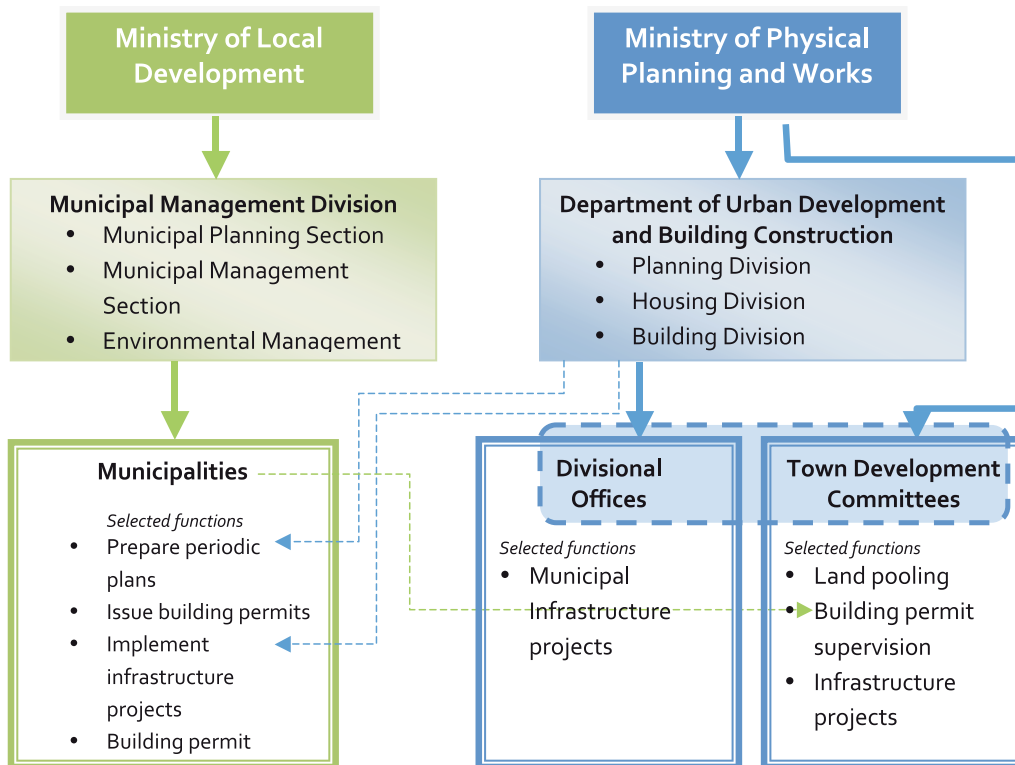 Ministry of Local
Development
Ministry of Physical
Planning and Works
Municipal Management Division
• Municipal Planning Section
• Municipal Management
Section
• Environmental Management
Department of Urban Development
and Building Construction
• Planning Division
• Housing Division
• Building Division
Municipalities
Selected functions
• Prepare periodic
plans
• Issue building permits
• Implement
infrastructure
projects
• Building permit
Divisional
Offices
Selected functions
• Municipal
Infrastructure
projects
Town Development
Committees
Selected functions
• Land pooling
• Building permit
supervision
• Infrastructure
projects